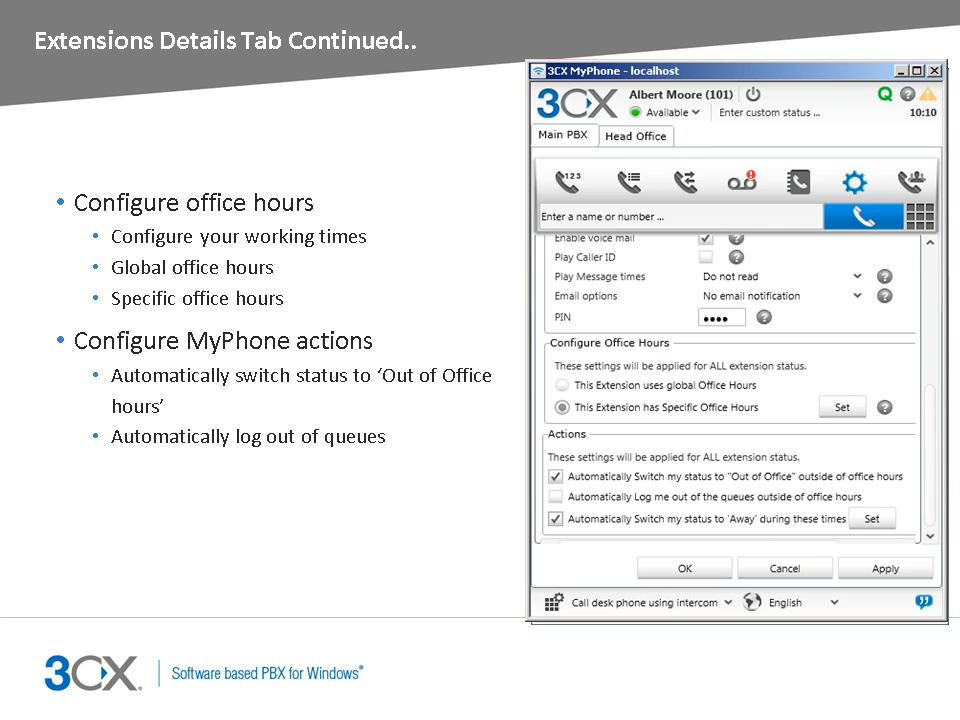 Extensions Details Tab Continued..
• Configure office hours
• Configure your working times
• Global office hours
• Specific office hours
• Configure MyPhone actions
• Automatically switch status to ‘Out of Office
hours’
• Automatically log out of queues
3CX MyPhone - localhost
3CX
Albert Moore (101)
Q ?
Available
Enter custom status ...
10:10
Main PBX
Head Office
123
Enter a name or number ...
Enable voice mail ?
Play Caller ID ?
Play Message times Do not read ?
Email options No email notification ?
PIN •••• ?
Configure Office Hours
These settings will be applied for ALL extension status.
This Extension uses global Office Hours
This Extension has Specific Office Hours Set ?
Actions
These settings will be applied for ALL extension status.
Automatically Switch my status to "Out of Office" outside of office hours
Automatically Log me out of the queues outside of office hours
Automatically Switch my status to 'Away' during these times Set
OK Cancel Apply
Call desk phone using intercom English
3CX® Software based PBX for Windows®